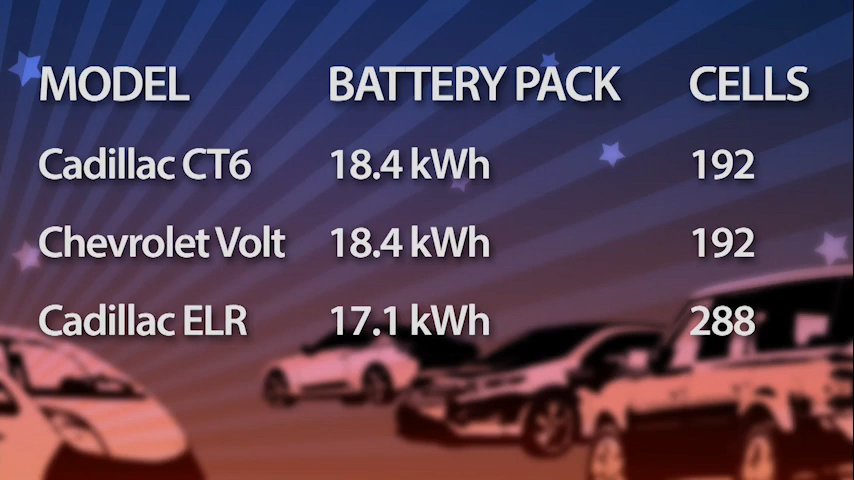 MODEL BATTERY PACK CELLS
Cadillac CT6 18.4 kWh 192
Chevrolet Volt 18.4 kWh 192
Cadillac ELR 17.1 kWh 288